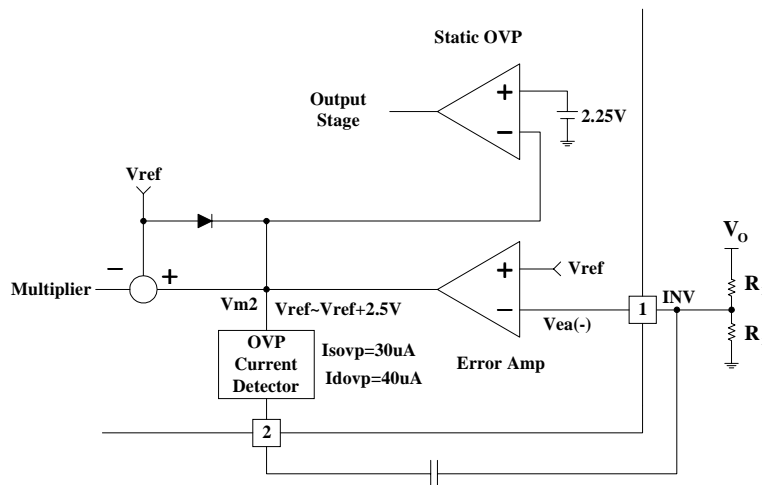 Static OVP
Output
Stage
+
−
2.25V
Vref
−
+
Multiplier
Vm2
Vref~Vref+2.5V
+
−
Vref
Vea(-)
Error Amp
1
INV
V_O
R
R
OVP
Current
Detector
Isovp=30uA
Idovp=40uA
2